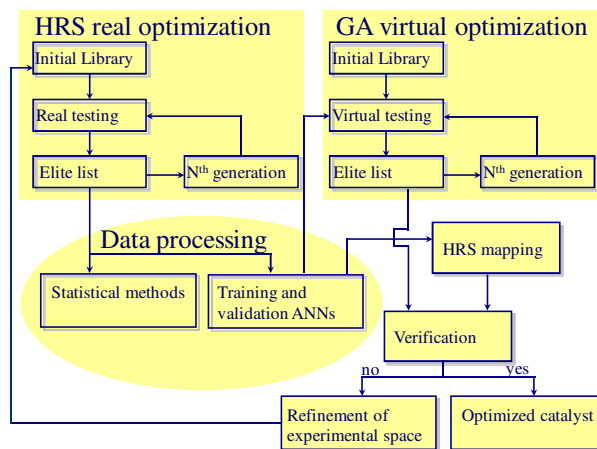 HRS real optimization
Initial Library
Real testing
Elite list
Nth generation
GA virtual optimization
Initial Library
Virtual testing
Elite list
Nth generation
Data processing
Statistical methods
Training and
validation ANNs
HRS mapping
Verification
no
yes
Refinement of
experimental space
Optimized catalyst